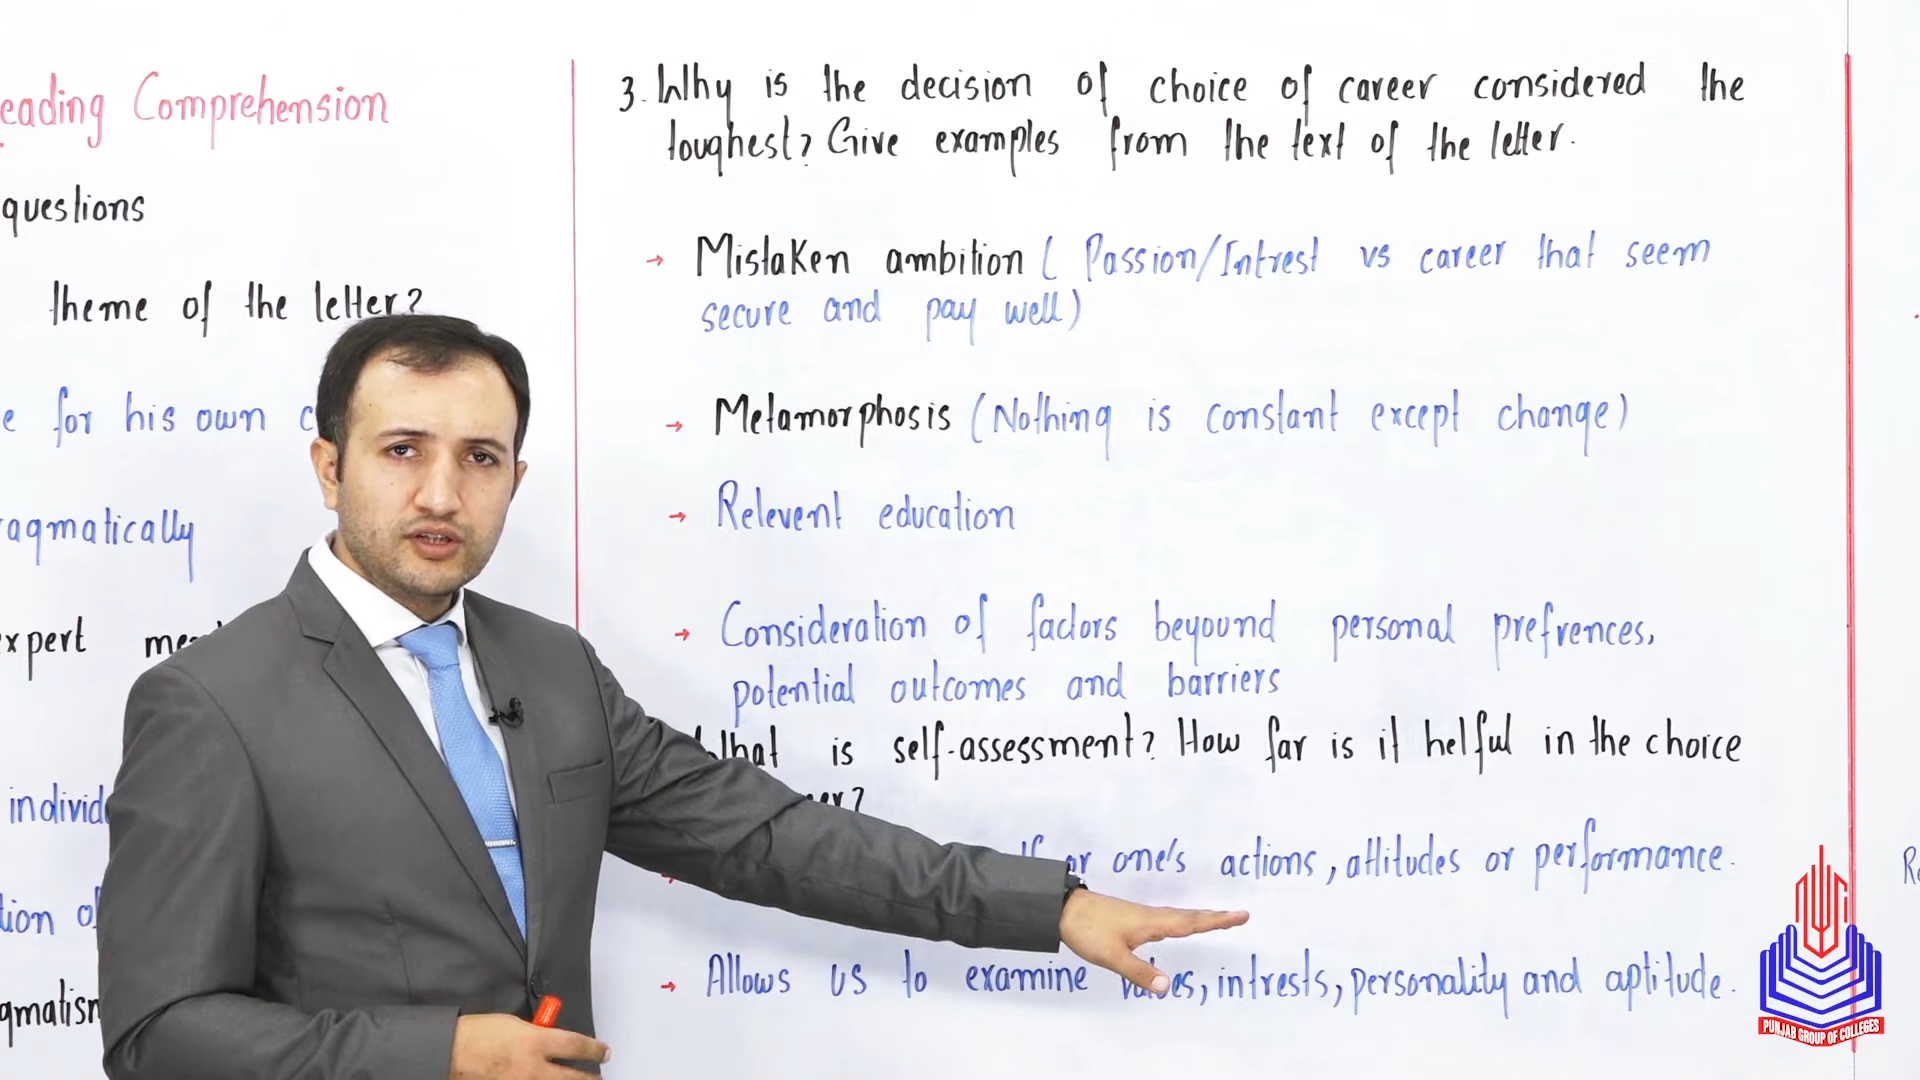 eading Comprehension
questions
theme of the letter?
e for his own
ragmatically
xpert
individ
tion of
gmatism
3. Why is the decision of choice of career considered the
toughest? Give examples from the text of the letter.
→ Mistaken ambition ( Passion/Intrest vs career that seem
secure and pay well)
→ Metamorphosis (Nothing is constant except change)
→ Relevent education
→ Consideration of factors beyound personal prefrences,
potential outcomes and barriers
What is self-assessment? How far is it helful in the choice
or one's actions, attitudes or performance.
→ Allows us to examine values, intrests, personality and aptitude.
PUNJAB GROUP OF COLLEGES